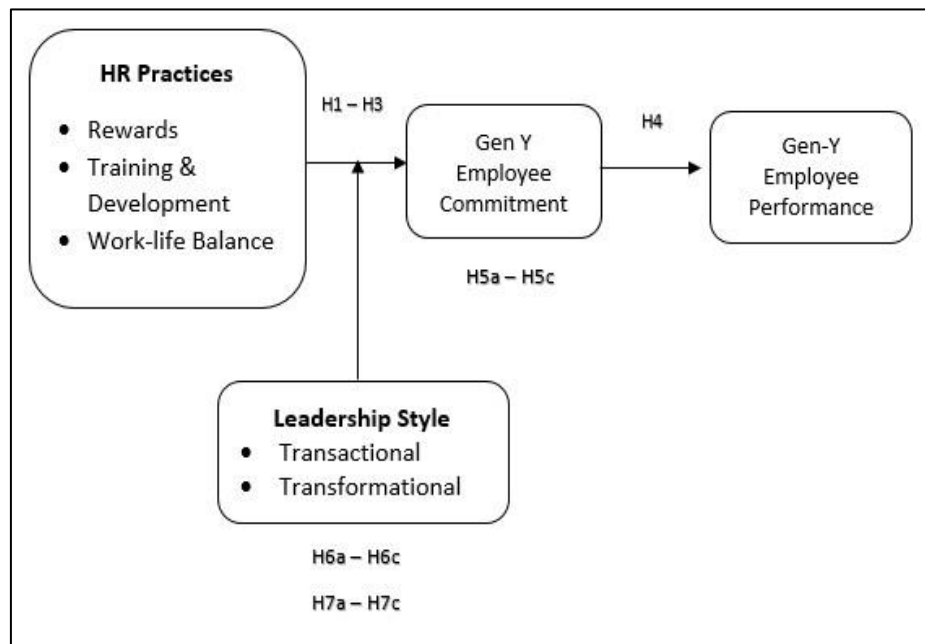 HR Practices
• Rewards
• Training &
Development
• Work-life Balance
H1 – H3
Gen Y
Employee
Commitment
H4
Gen-Y
Employee
Performance
H5a – H5c
Leadership Style
• Transactional
• Transformational
H6a – H6c
H7a – H7c